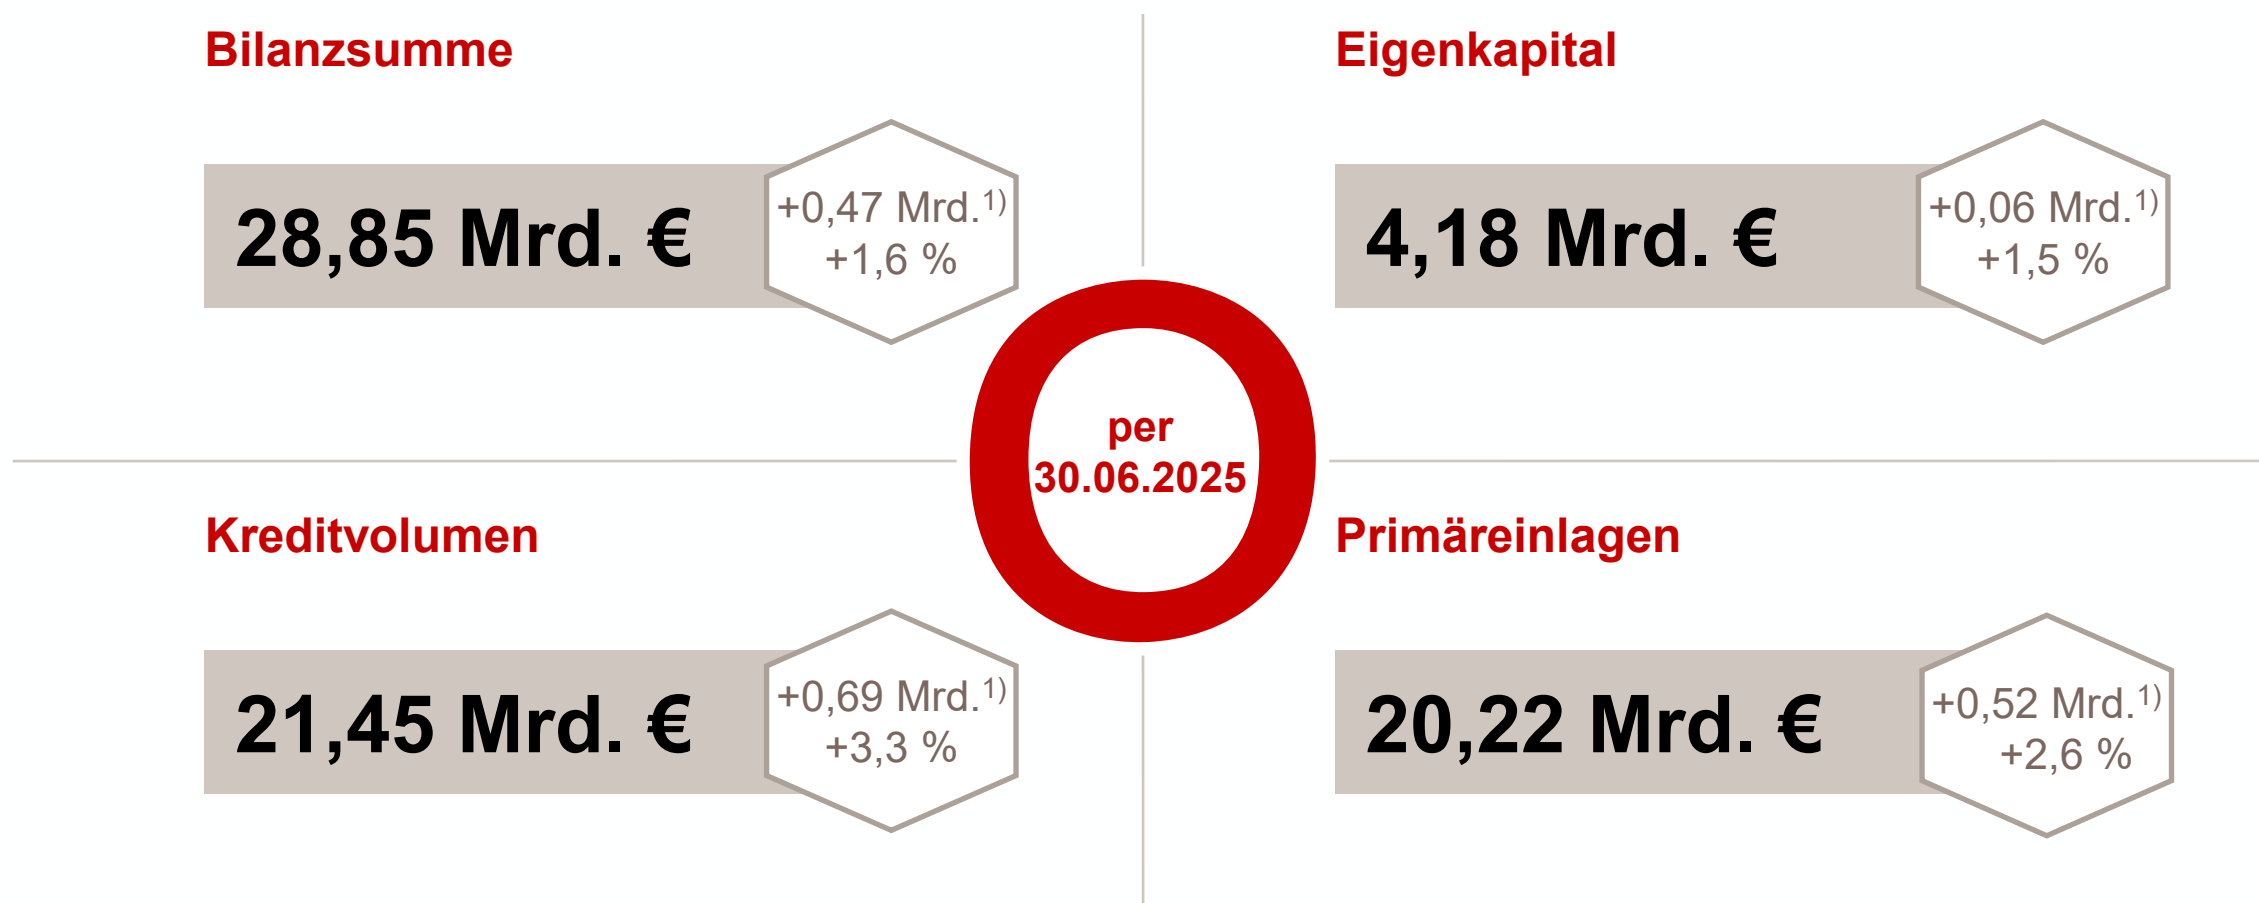 Bilanzsumme
28,85 Mrd. €
+0,47 Mrd.1)
+1,6 %
Eigenkapital
4,18 Mrd. €
+0,06 Mrd.1)
+1,5 %
per
30.06.2025
Kreditvolumen
21,45 Mrd. €
+0,69 Mrd.1)
+3,3 %
Primäreinlagen
20,22 Mrd. €
+0,52 Mrd.1)
+2,6 %